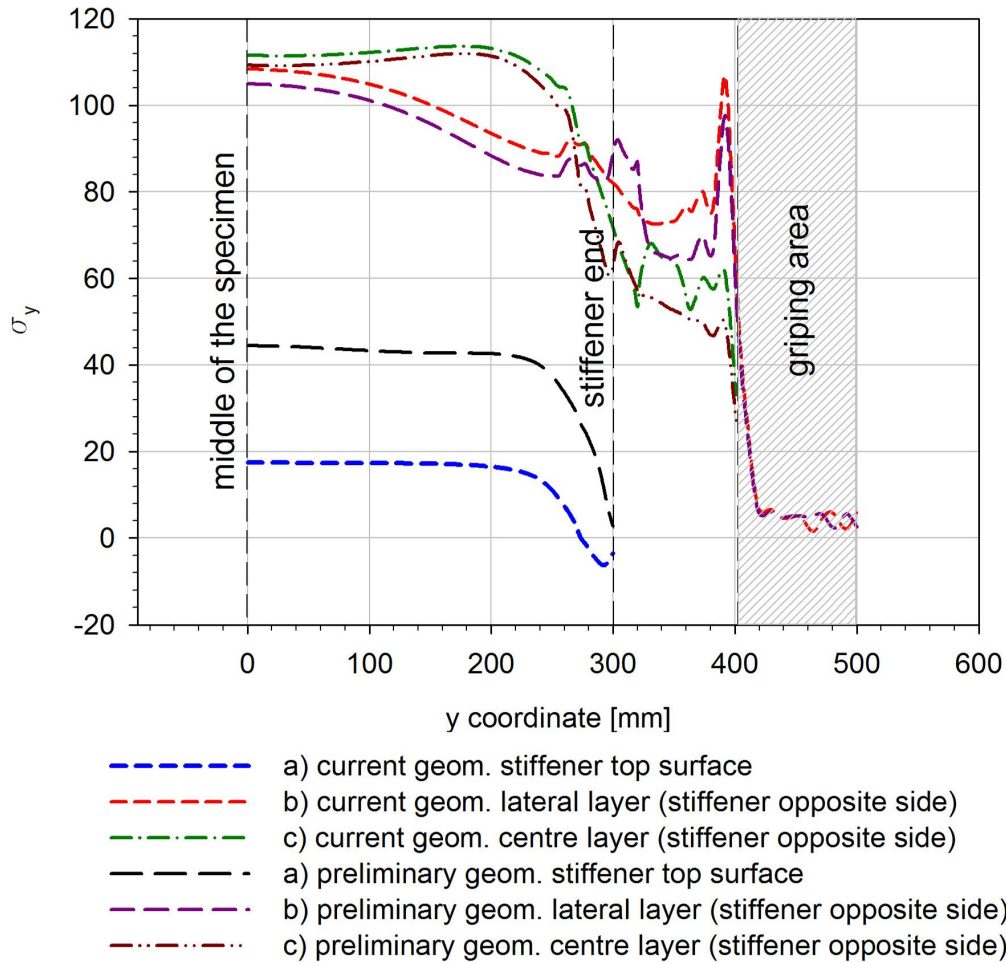 120
100
80
60
40
20
0
-20
σy
middle of the specimen
stiffener end
griping area
0 100 200 300 400 500 600
y coordinate [mm]
a) current geom. stiffener top surface
b) current geom. lateral layer (stiffener opposite side)
c) current geom. centre layer (stiffener opposite side)
a) preliminary geom. stiffener top surface
b) preliminary geom. lateral layer (stiffener opposite side)
c) preliminary geom. centre layer (stiffener opposite side)